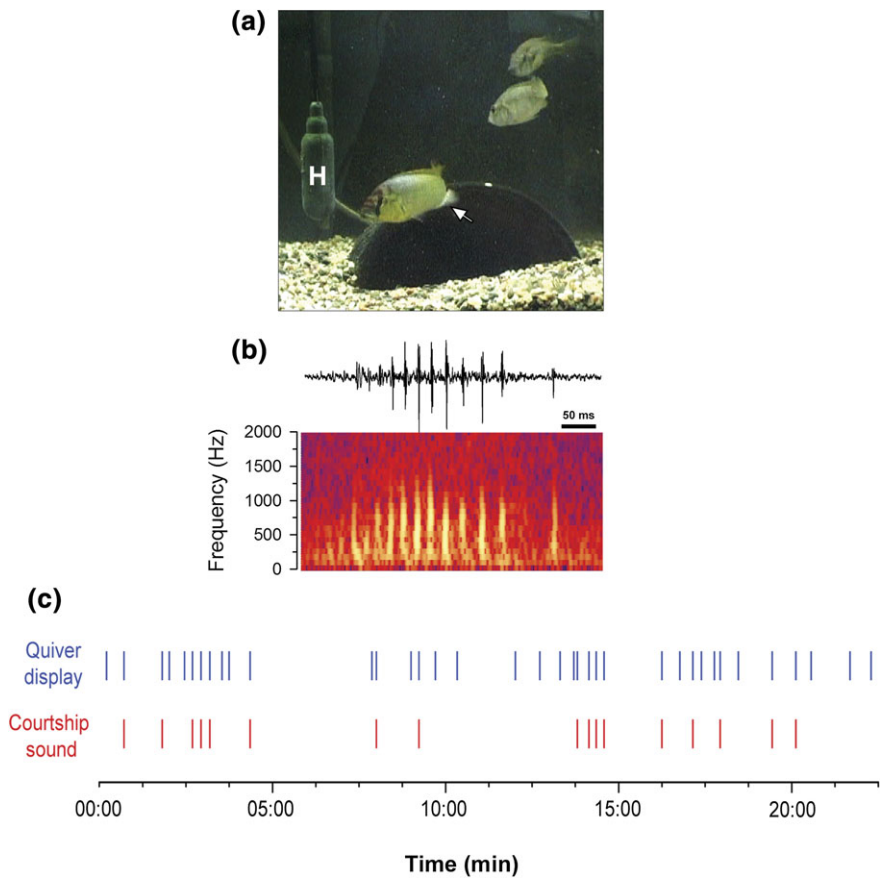 (a)
H
(b)
50 ms
Frequency (Hz)
2000
1500
1000
500
0
(c)
Quiver
display
Courtship
sound
00:00 05:00 10:00 15:00 20:00
Time (min)